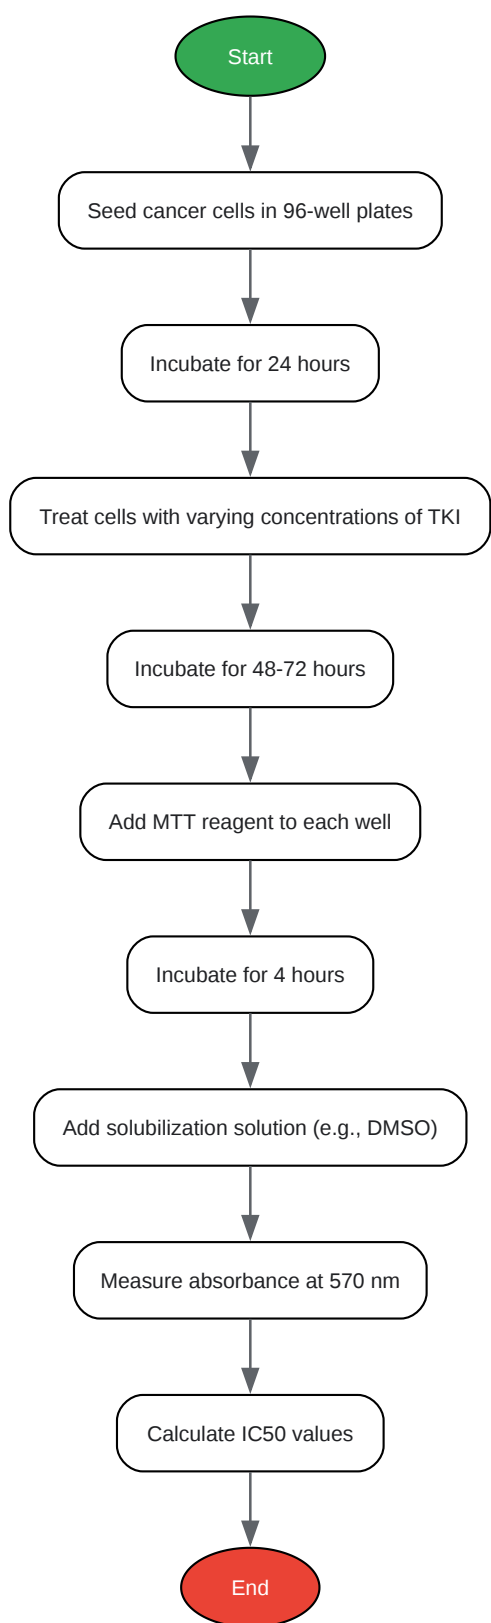 Start
Seed cancer cells in 96-well plates
Incubate for 24 hours
Treat cells with varying concentrations of TKI
Incubate for 48-72 hours
Add MTT reagent to each well
Incubate for 4 hours
Add solubilization solution (e.g., DMSO)
Measure absorbance at 570 nm
Calculate IC50 values
End